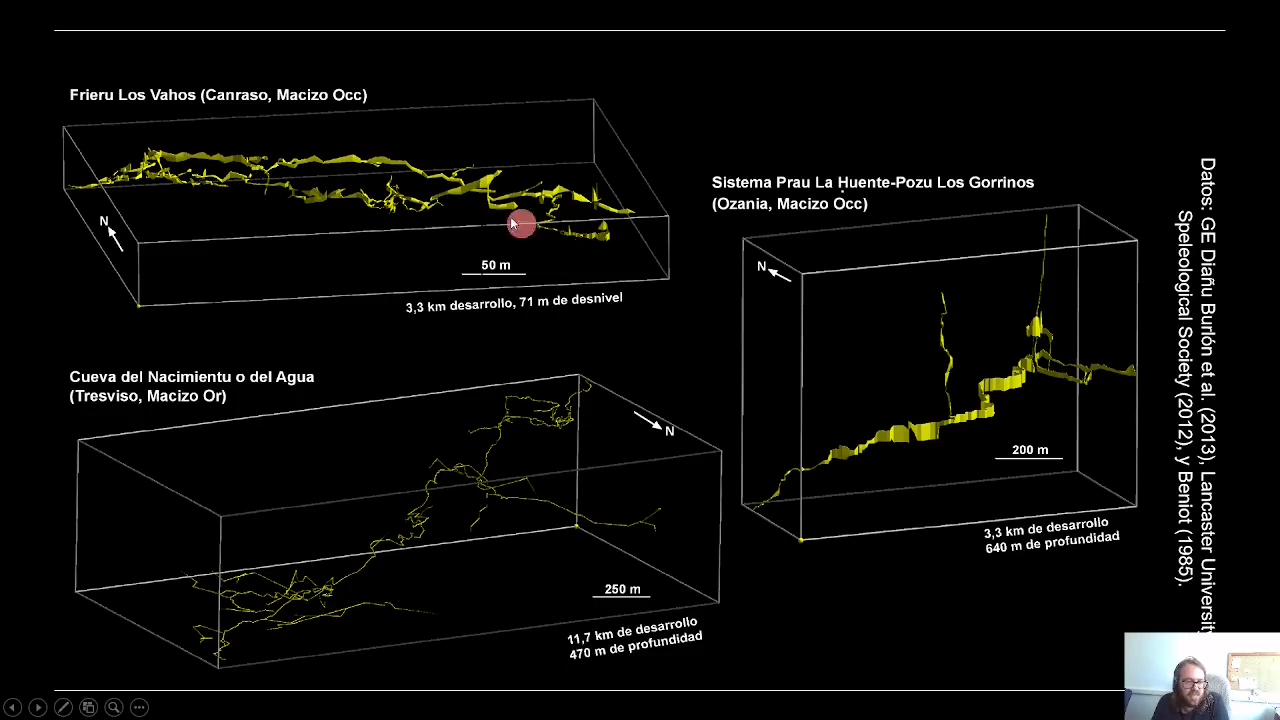 Frieru Los Vahos (Canraso, Macizo Occ)
N
50 m
3,3 km desarrollo, 71 m de desnivel
Cueva del Nacimientu o del Agua
(Tresviso, Macizo Or)
N
250 m
11,7 km de desarrollo
470 m de profundidad
Sistema Prau La Huente-Pozu Los Gorrinos
(Ozania, Macizo Occ)
N
200 m
3,3 km de desarrollo
640 m de profundidad
Datos: GE Diañu Burlón et al. (2013), Lancaster University
Speleological Society (2012), y Beniot (1985).